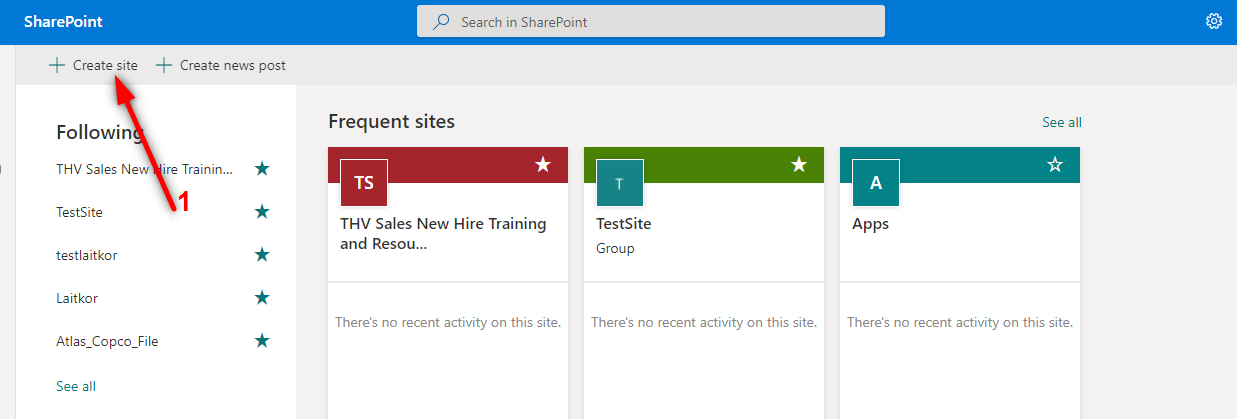 SharePoint
Search in SharePoint
Create site
Create news post
Following
THV Sales New Hire Trainin...
TestSite
testlaitkor
Laitkor
Atlas_Copco_File
See all
1
Frequent sites
See all
TS
THV Sales New Hire Training
and Resou...
There's no recent activity on this site.
T
TestSite
Group
There's no recent activity on this site.
A
Apps
There's no recent activity on this site.